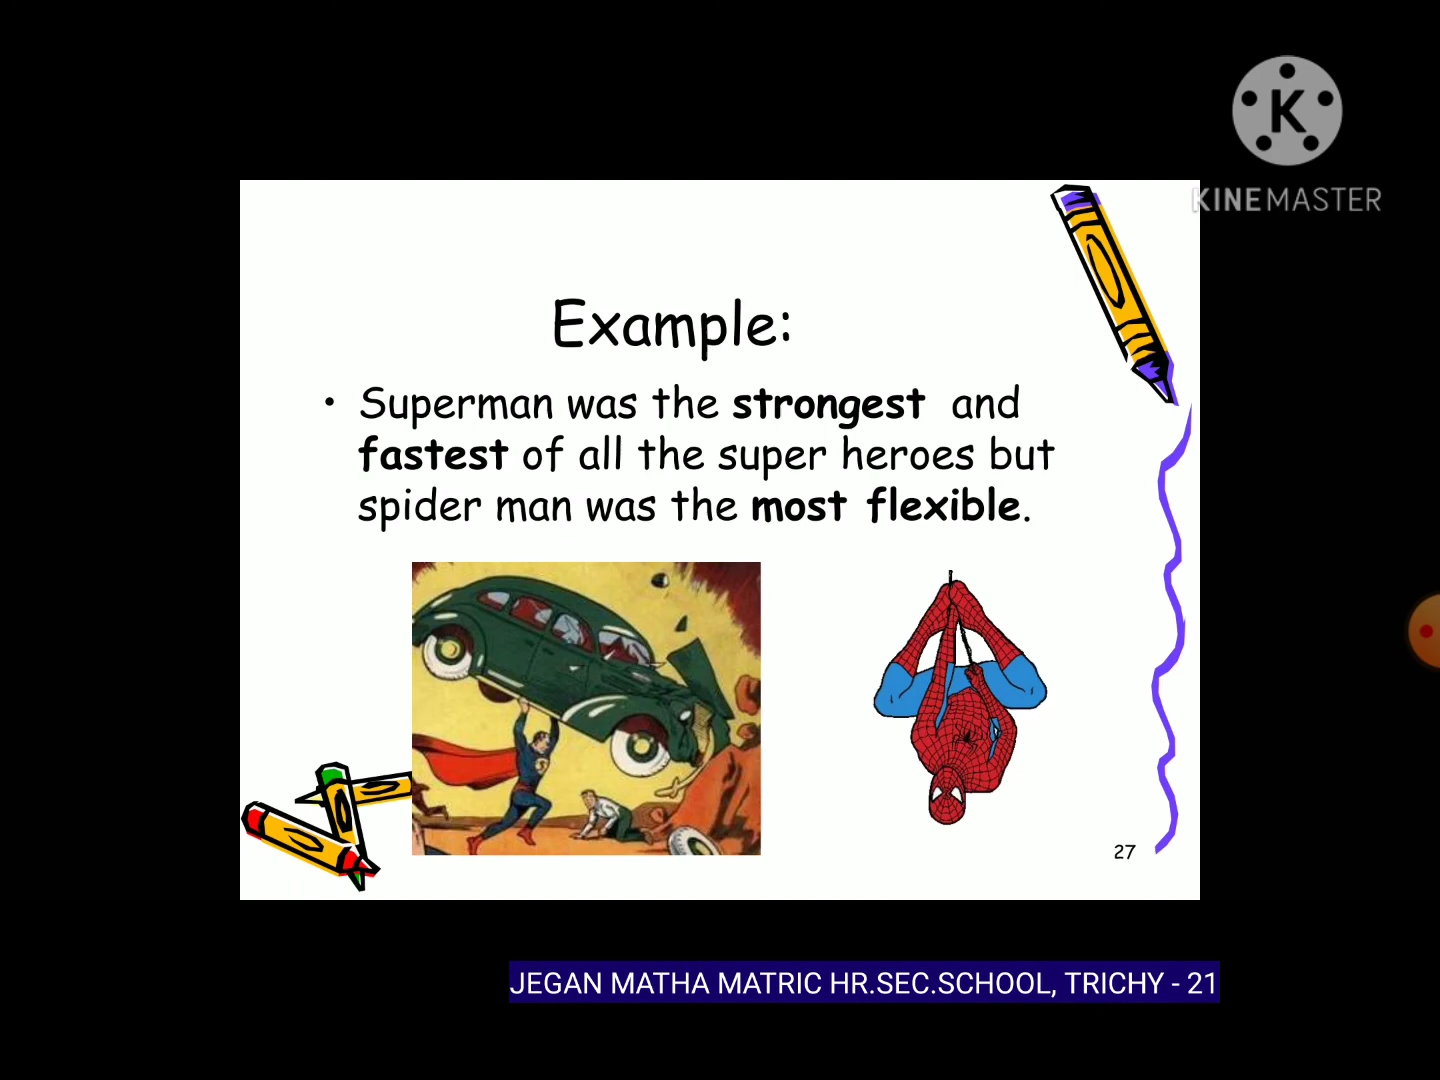 K
KINEMASTER
Example:
• Superman was the strongest and
fastest of all the super heroes but
spider man was the most flexible.
27
JEGAN MATHA MATRIC HR.SEC.SCHOOL, TRICHY - 21